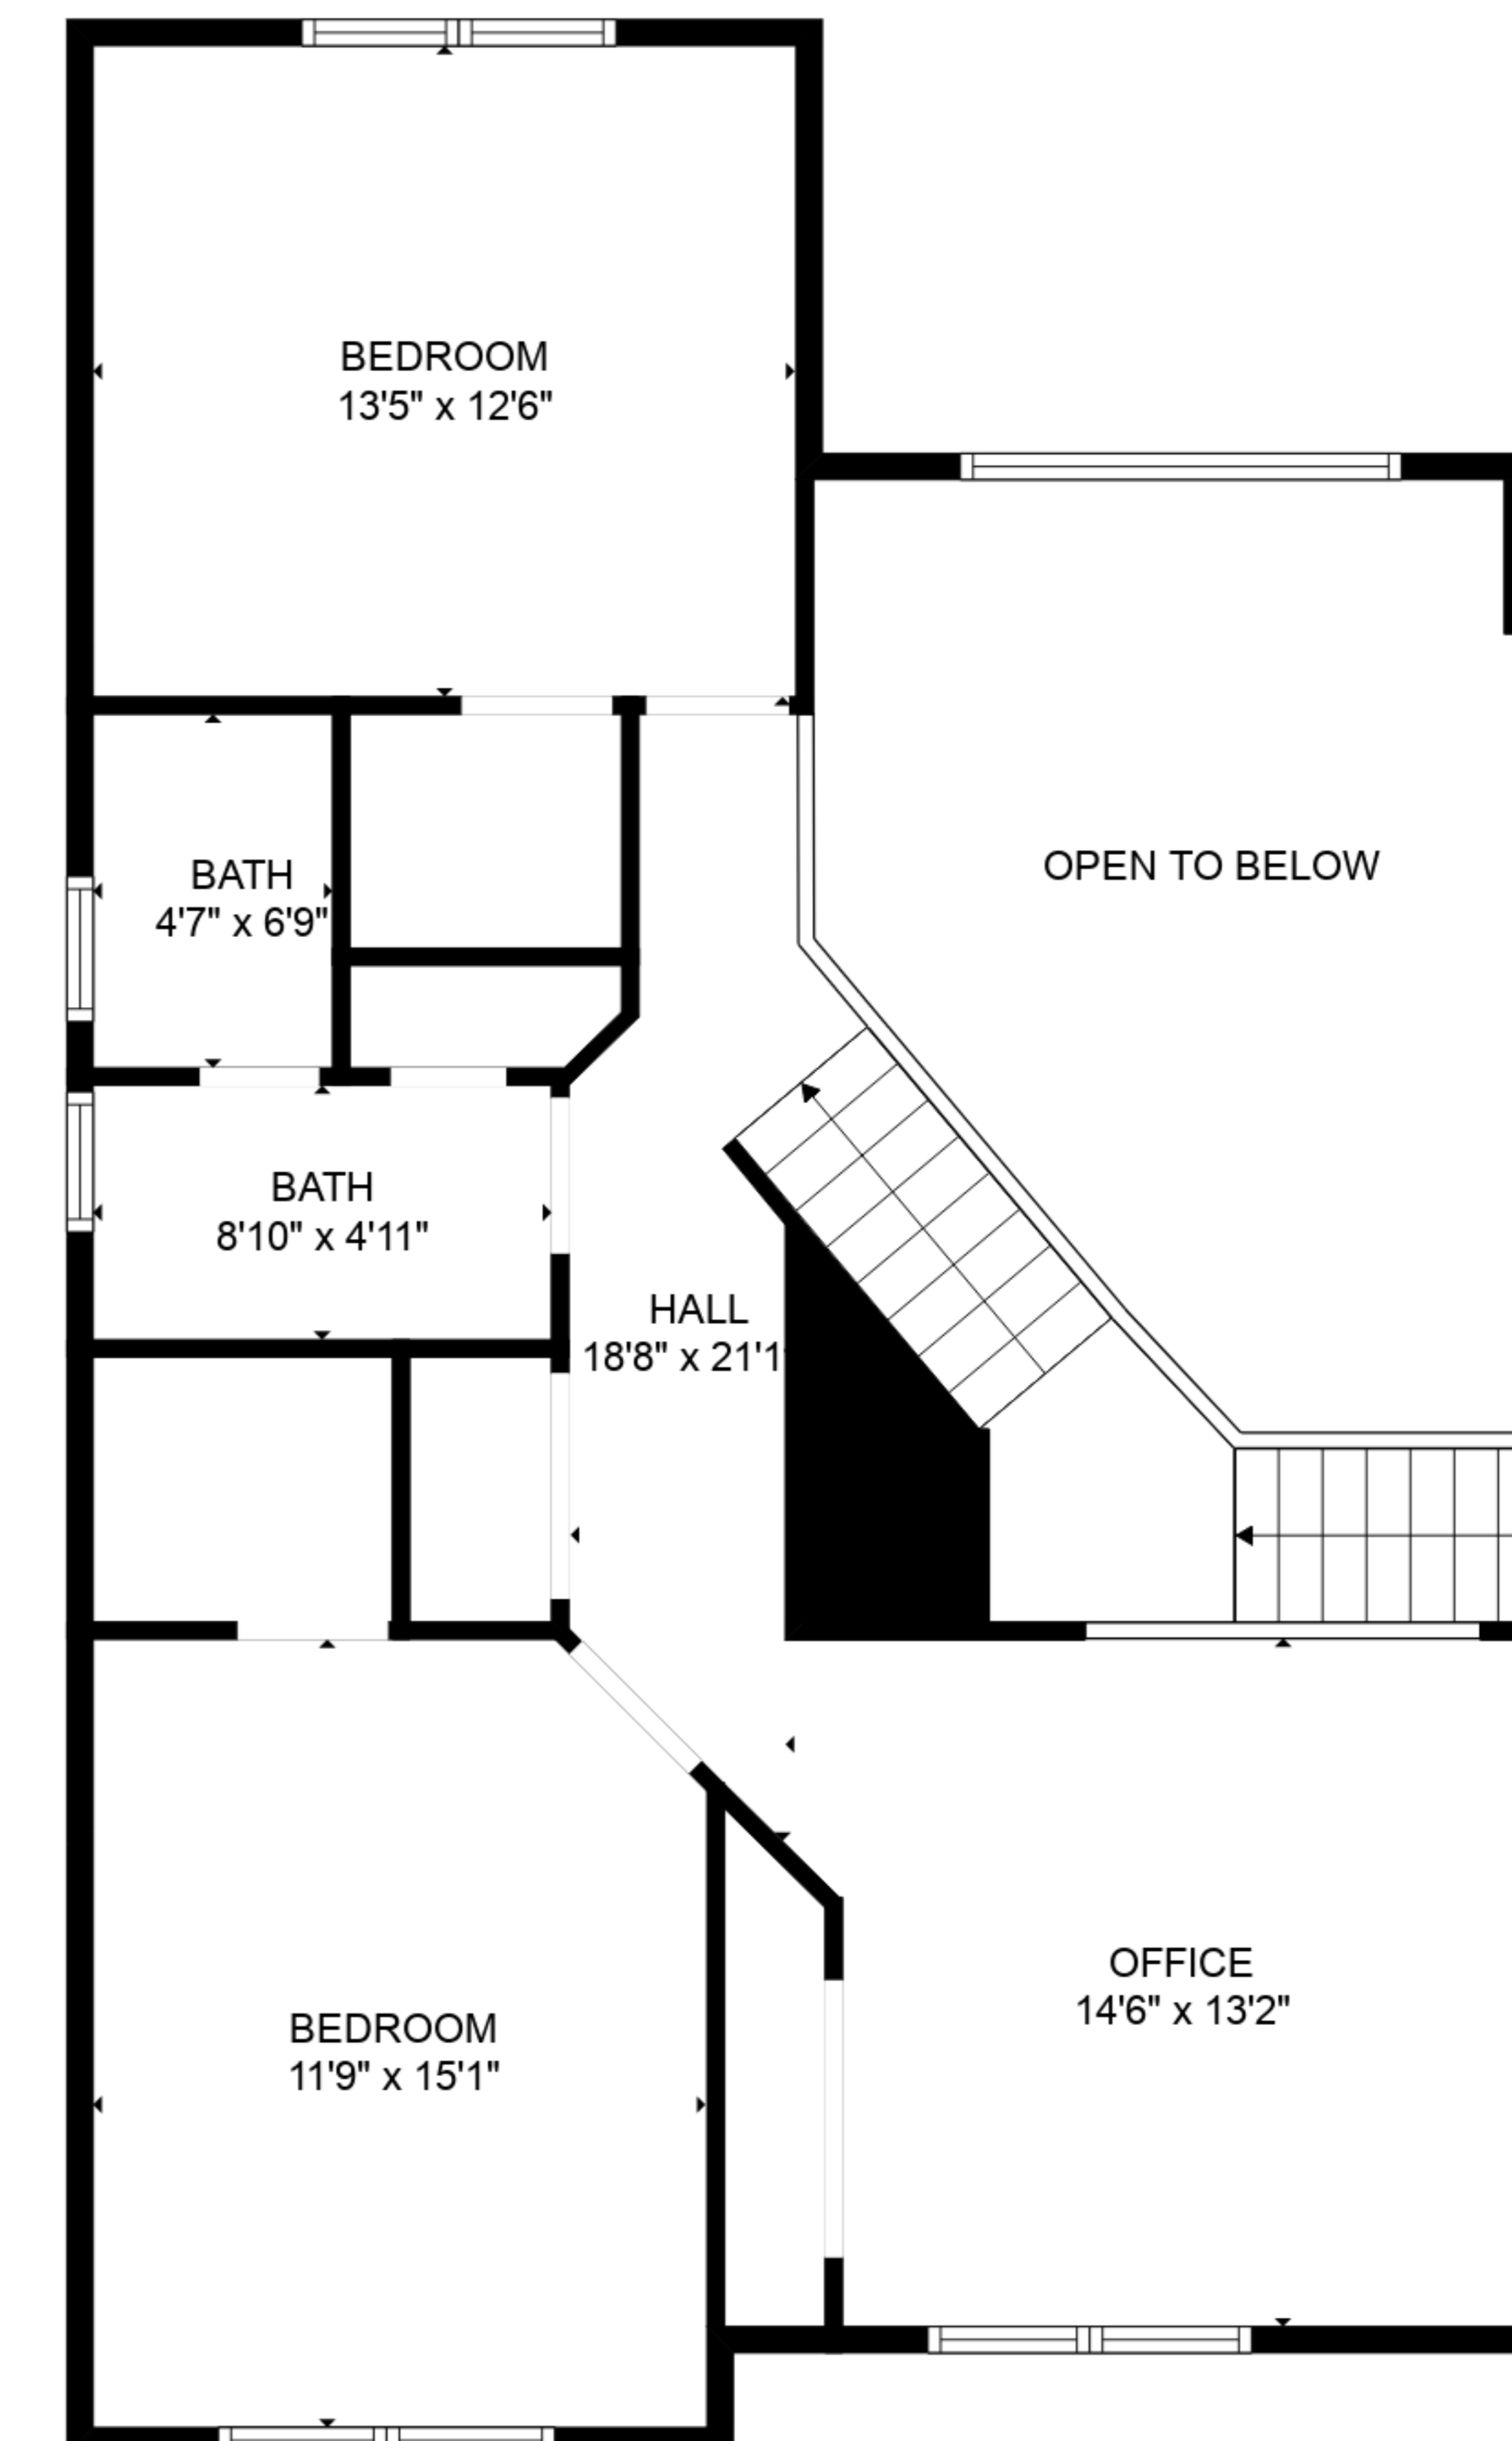 BEDROOM
13'5" x 12'6"
OPEN TO BELOW
BATH
4'7" x 6'9"
BATH
8'10" x 4'11"
HALL
18'8" x 21'1
OFFICE
14'6" x 13'2"
BEDROOM
11'9" x 15'1"